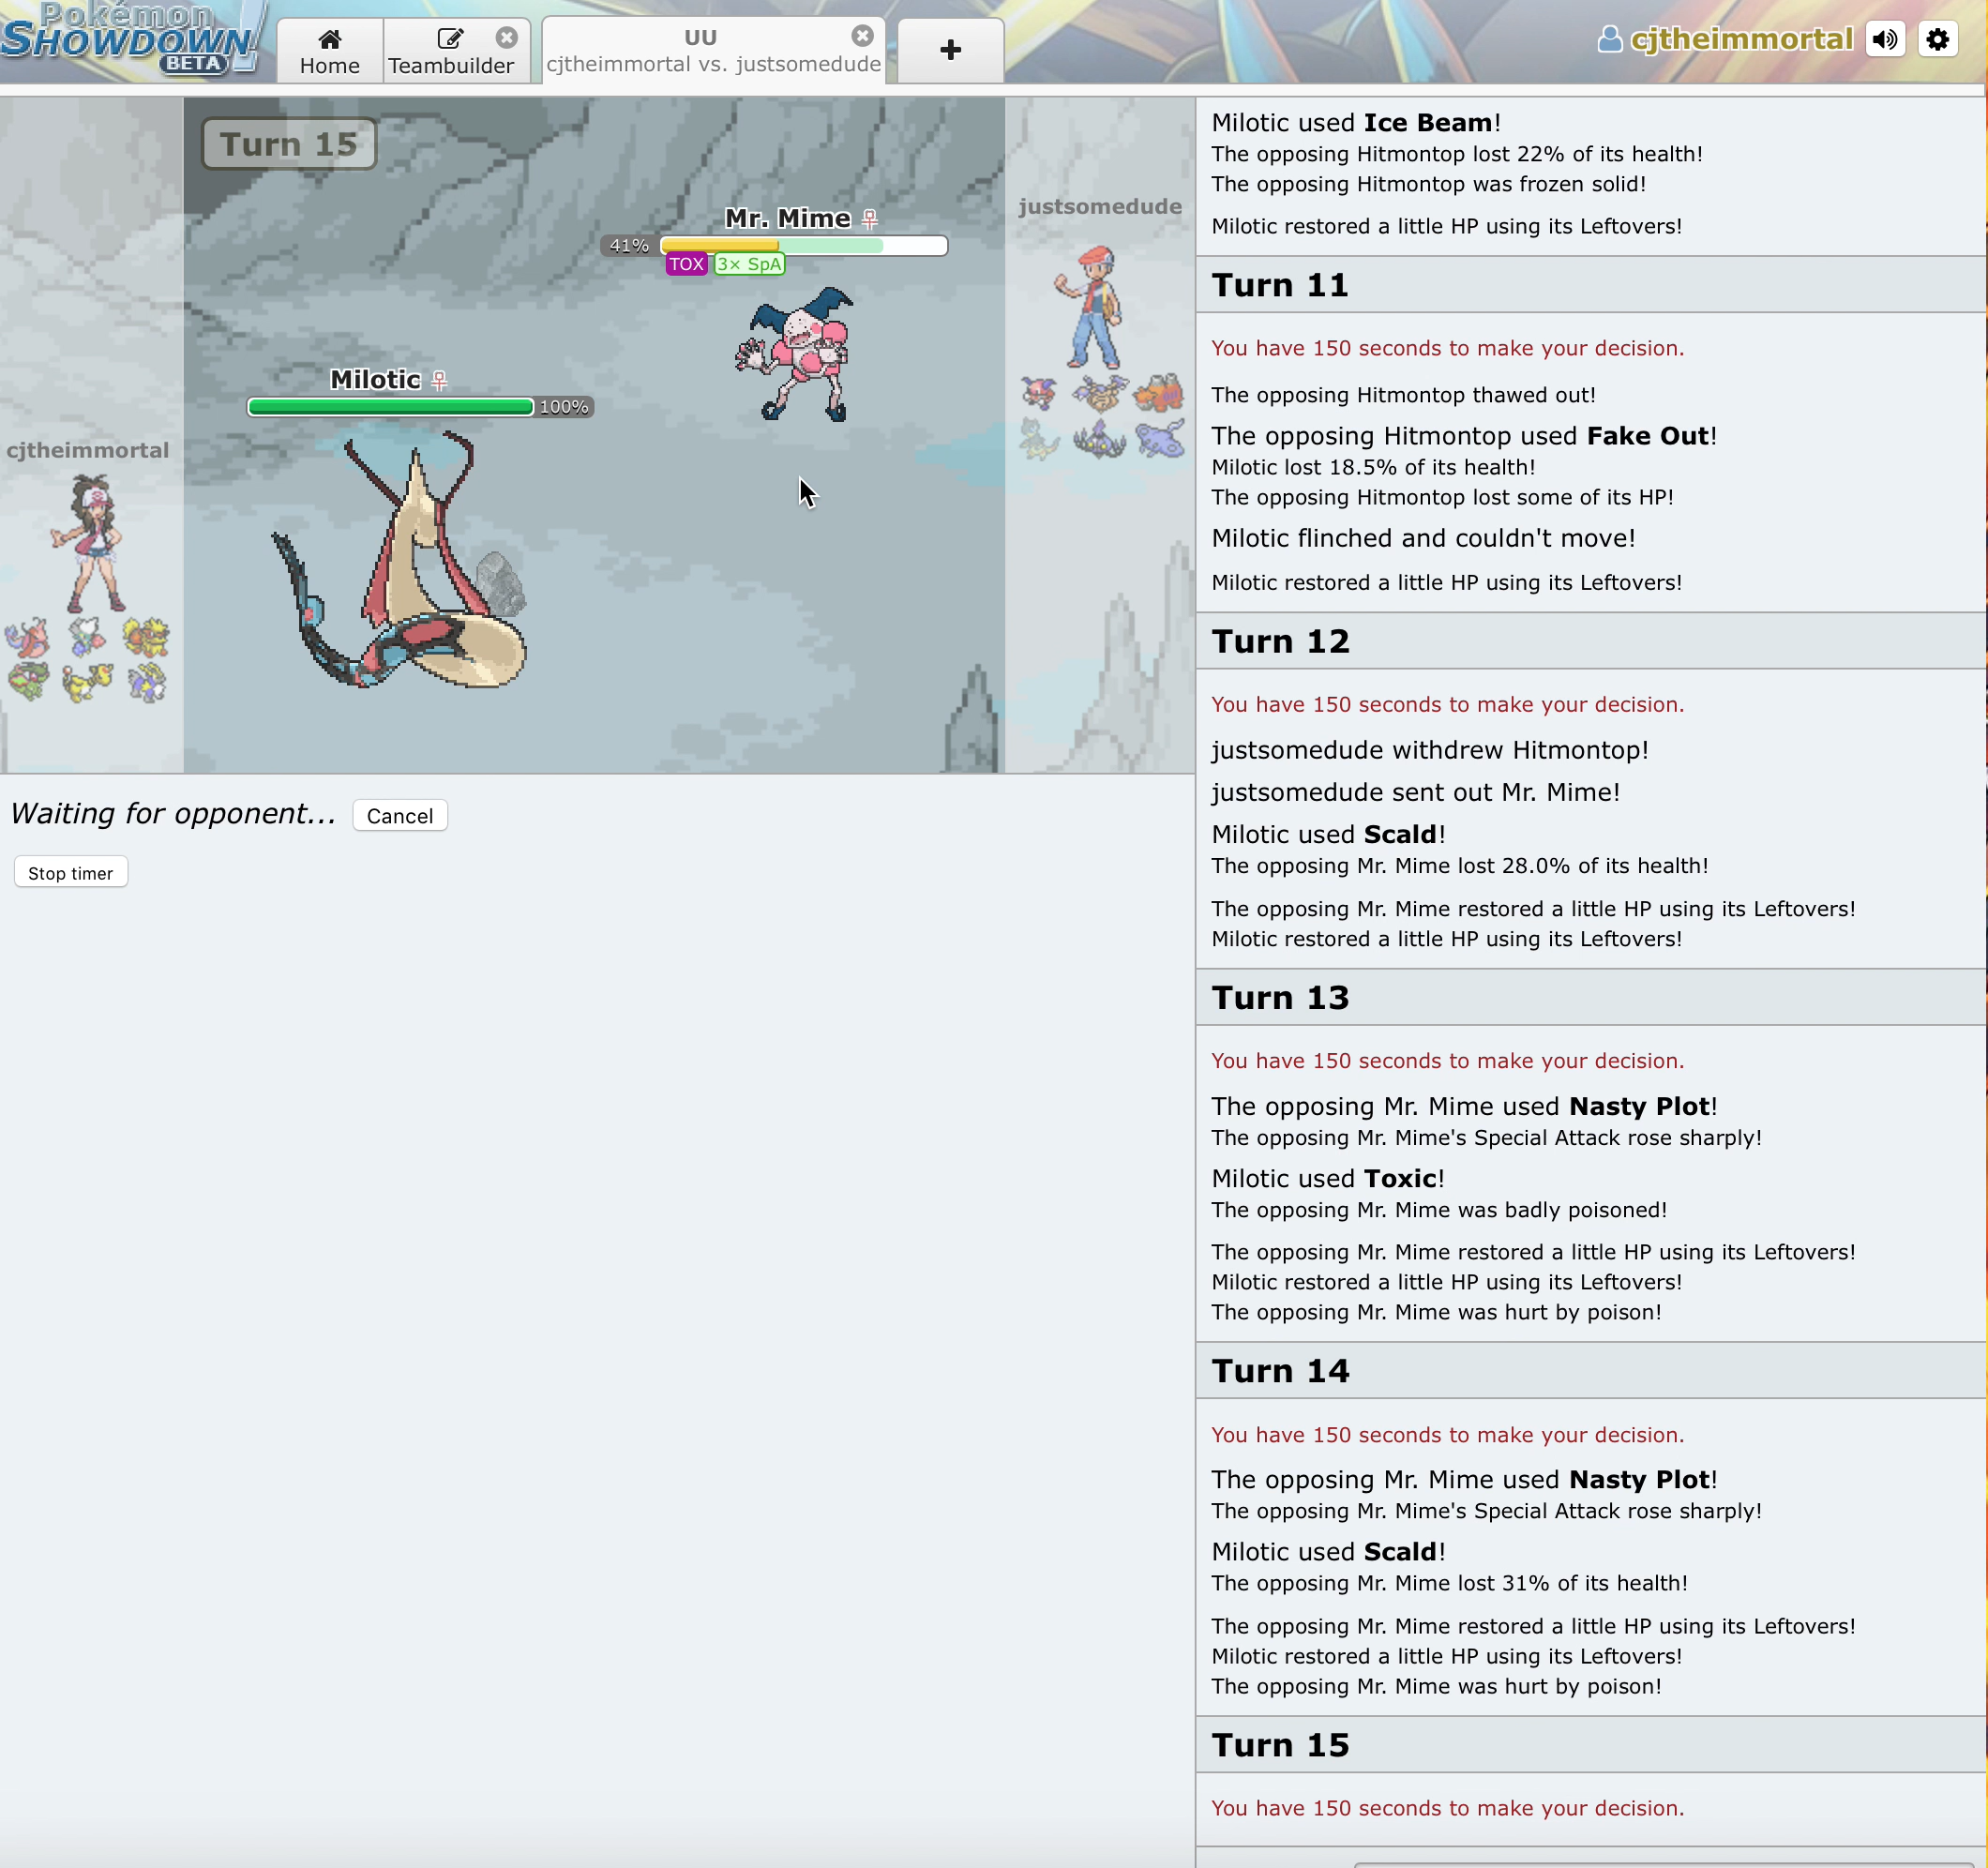 Pokémon
SHOWDOWN!
BETA
Home
Teambuilder
UU
cjtheimmortal vs. justsomedude
cjtheimmortal
Turn 15
Mr. Mime ♀
41%
TOX 3× SpA
Milotic ♀
100%
cjtheimmortal
justsomedude
Waiting for opponent... Cancel
Stop timer
Milotic used Ice Beam!
The opposing Hitmontop lost 22% of its health!
The opposing Hitmontop was frozen solid!
Milotic restored a little HP using its Leftovers!
Turn 11
You have 150 seconds to make your decision.
The opposing Hitmontop thawed out!
The opposing Hitmontop used Fake Out!
Milotic lost 18.5% of its health!
The opposing Hitmontop lost some of its HP!
Milotic flinched and couldn't move!
Milotic restored a little HP using its Leftovers!
Turn 12
You have 150 seconds to make your decision.
justsomedude withdrew Hitmontop!
justsomedude sent out Mr. Mime!
Milotic used Scald!
The opposing Mr. Mime lost 28.0% of its health!
The opposing Mr. Mime restored a little HP using its Leftovers!
Milotic restored a little HP using its Leftovers!
Turn 13
You have 150 seconds to make your decision.
The opposing Mr. Mime used Nasty Plot!
The opposing Mr. Mime's Special Attack rose sharply!
Milotic used Toxic!
The opposing Mr. Mime was badly poisoned!
The opposing Mr. Mime restored a little HP using its Leftovers!
Milotic restored a little HP using its Leftovers!
The opposing Mr. Mime was hurt by poison!
Turn 14
You have 150 seconds to make your decision.
The opposing Mr. Mime used Nasty Plot!
The opposing Mr. Mime's Special Attack rose sharply!
Milotic used Scald!
The opposing Mr. Mime lost 31% of its health!
The opposing Mr. Mime restored a little HP using its Leftovers!
Milotic restored a little HP using its Leftovers!
The opposing Mr. Mime was hurt by poison!
Turn 15
You have 150 seconds to make your decision.